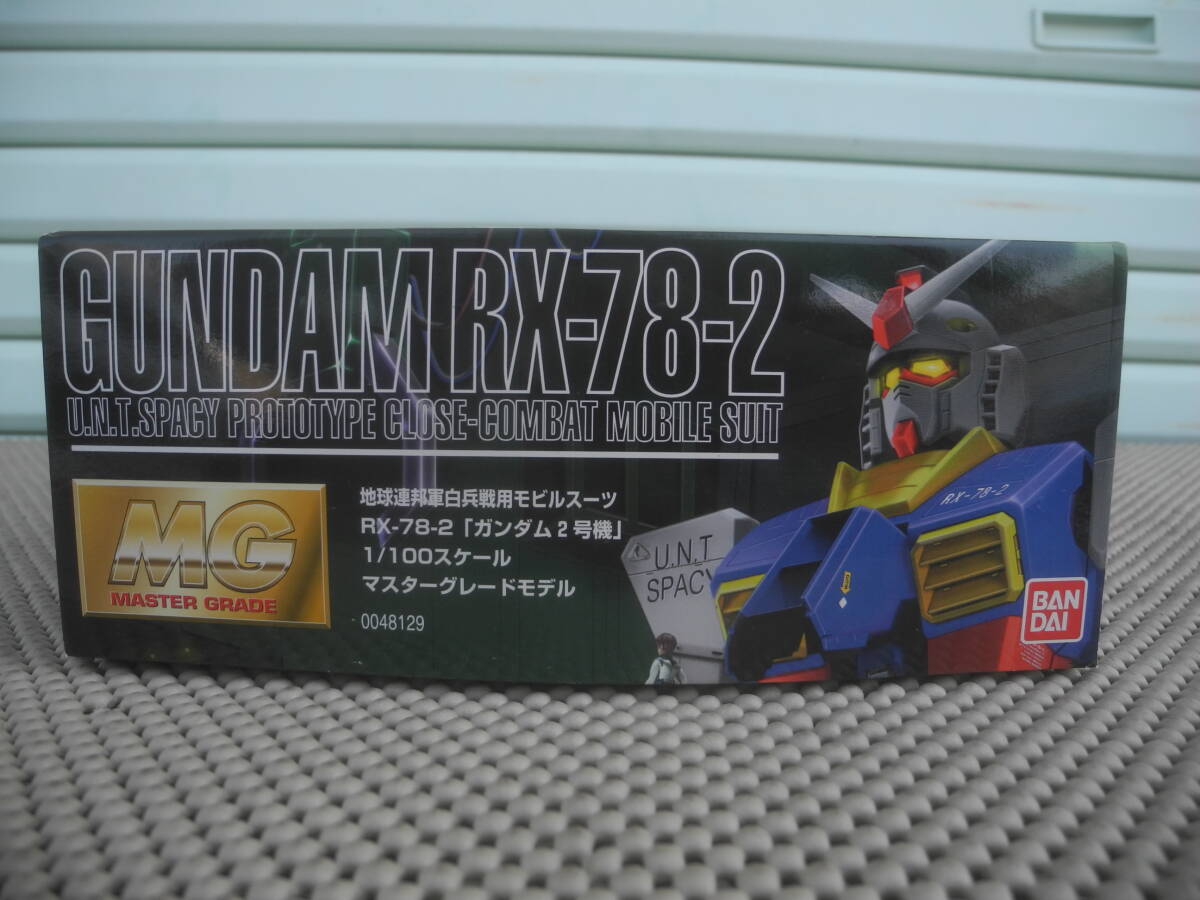 GUNDAM RX-78-2
U.N.T.SPACY PROTOTYPE CLOSE-COMBAT MOBILE SUIT
MG
MASTER GRADE
地球連邦軍白兵戦用モビルスーツ
RX-78-2「ガンダム2号機」
1/100スケール
マスターグレードモデル
0048129
U.N.T
SPACY
RX-78-2
BAN
DAI